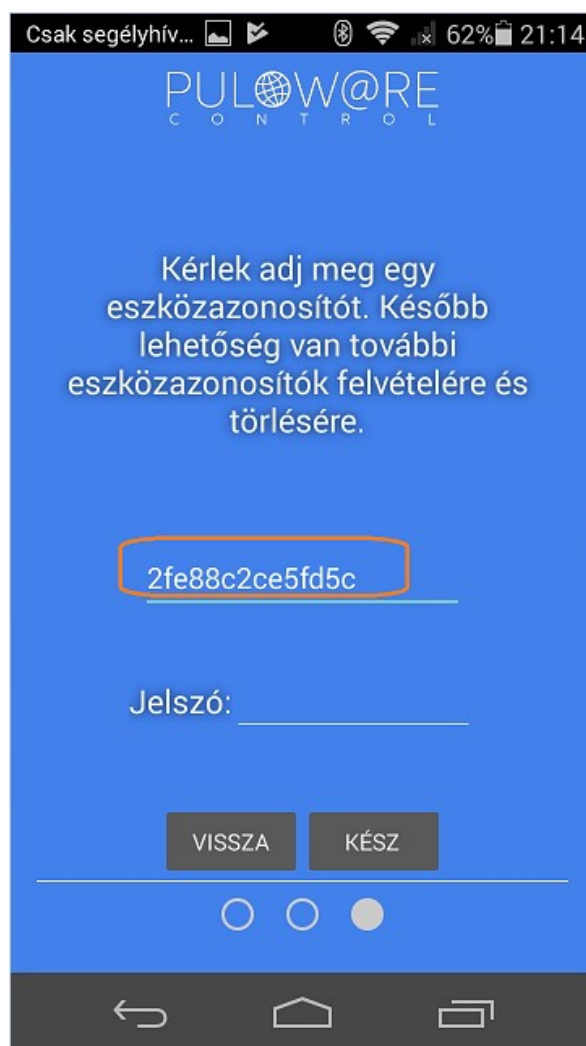 Csak segélyhív... 62% 21:14
PULOW@RE
CONTROL
Kérlek adj meg egy
eszközazonosítót. Később
lehetőség van további
eszközazonosítók felvételére és
törlésére.
2fe88c2ce5fd5c
Jelszó:
VISSZA KÉSZ